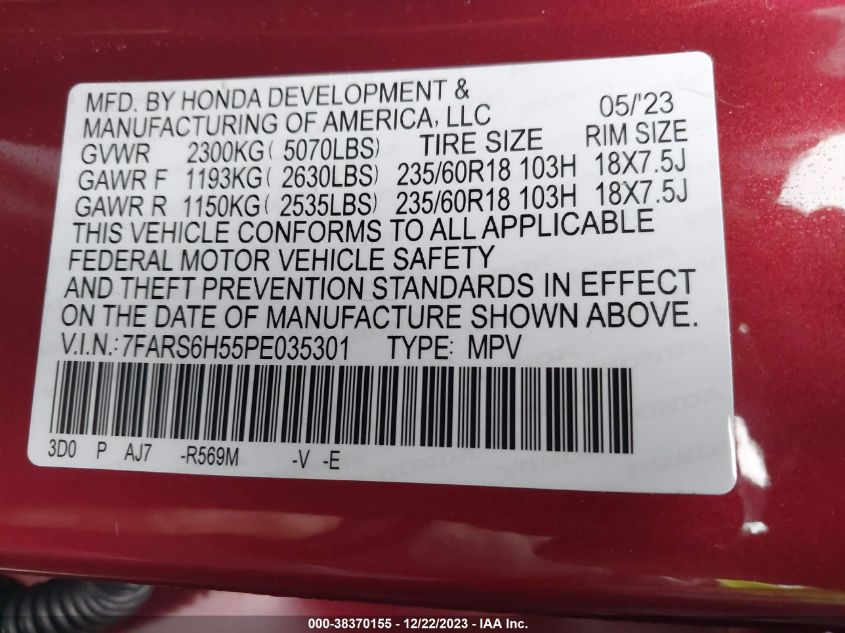 MFD. BY HONDA DEVELOPMENT &
MANUFACTURING OF AMERICA, LLC 05/'23
GVWR 2300KG( 5070LBS) TIRE SIZE RIM SIZE
GAWR F 1193KG( 2630LBS) 235/60R18 103H 18X7.5J
GAWR R 1150KG( 2535LBS) 235/60R18 103H 18X7.5J
THIS VEHICLE CONFORMS TO ALL APPLICABLE
FEDERAL MOTOR VEHICLE SAFETY
AND THEFT PREVENTION STANDARDS IN EFFECT
ON THE DATE OF MANUFACTURE SHOWN ABOVE.
V.I.N.: 7FARS6H55PE035301 TYPE: MPV
3D0 P AJ7 -R569M -V -E
000-38370155 - 12/22/2023 - IAA Inc.